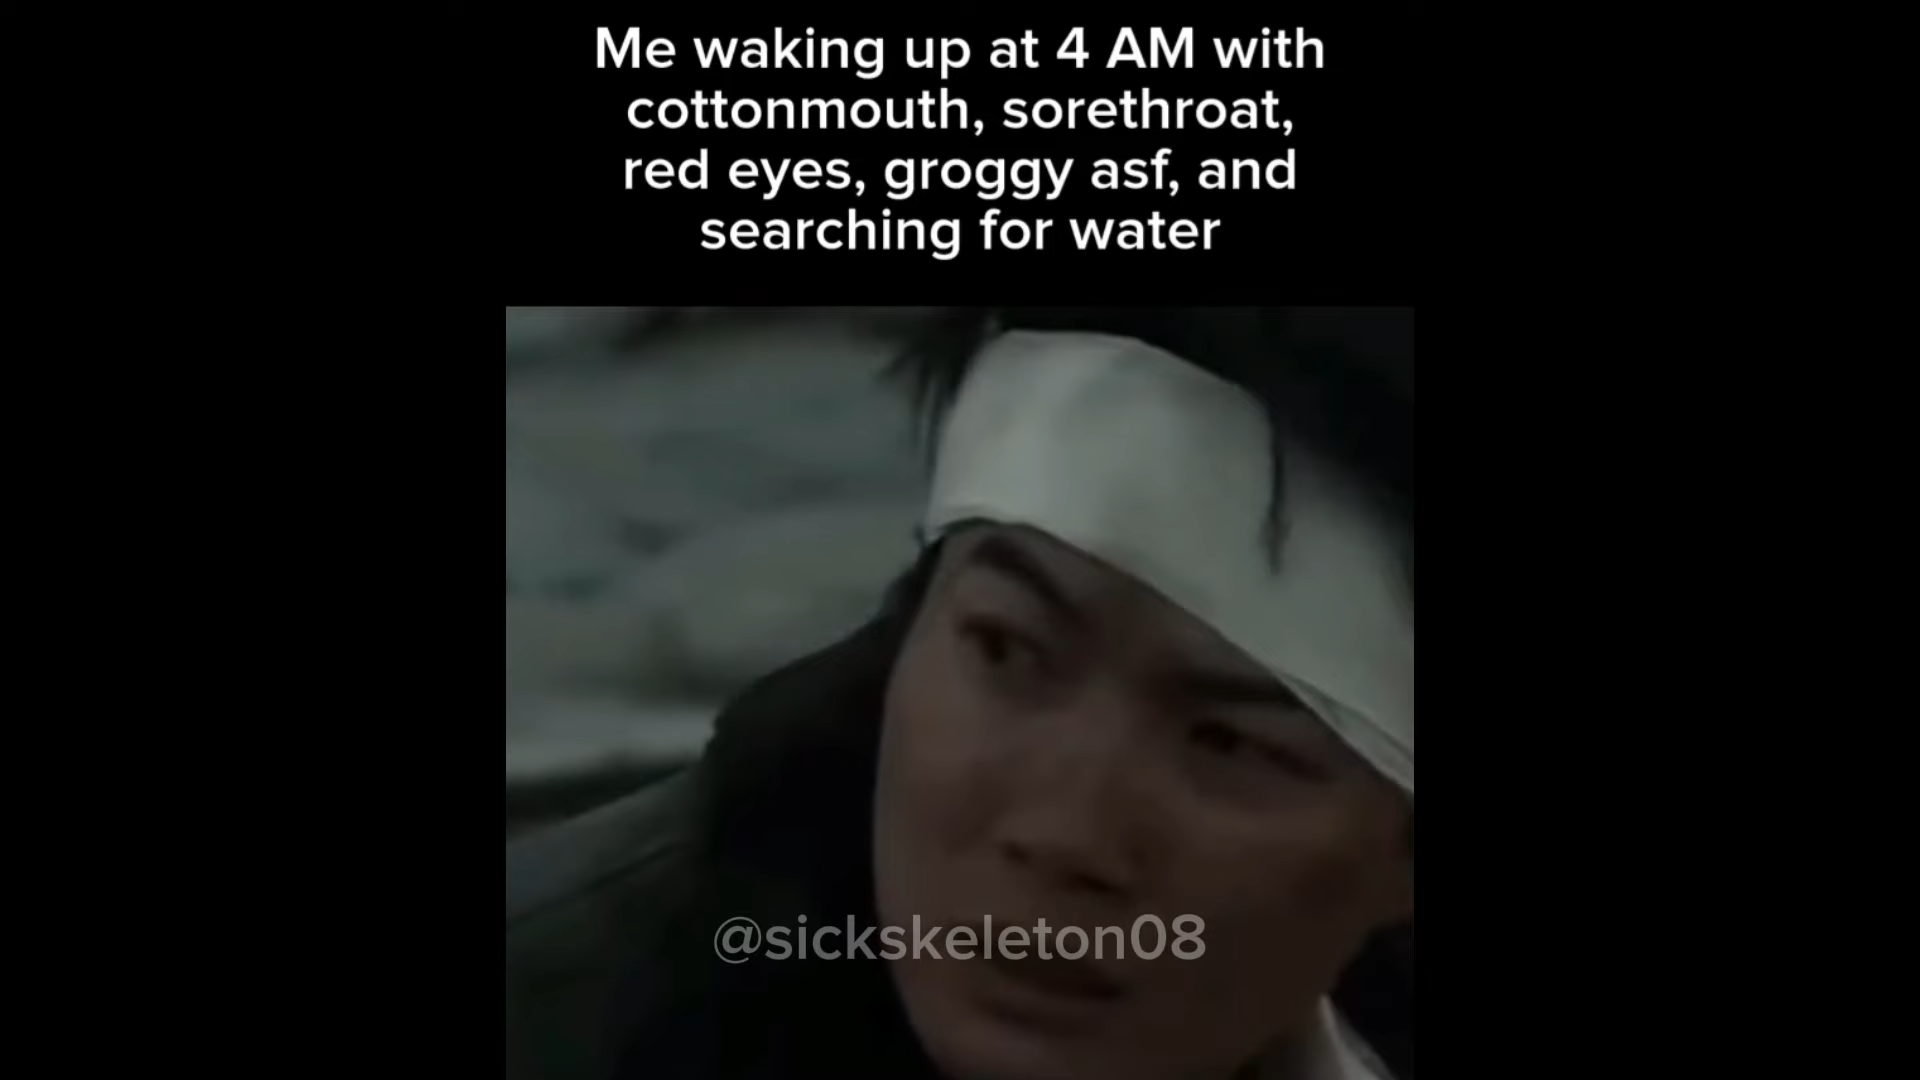 Me waking up at 4 AM with
cottonmouth, sorethroat,
red eyes, groggy asf, and
searching for water
@sickskeleton08